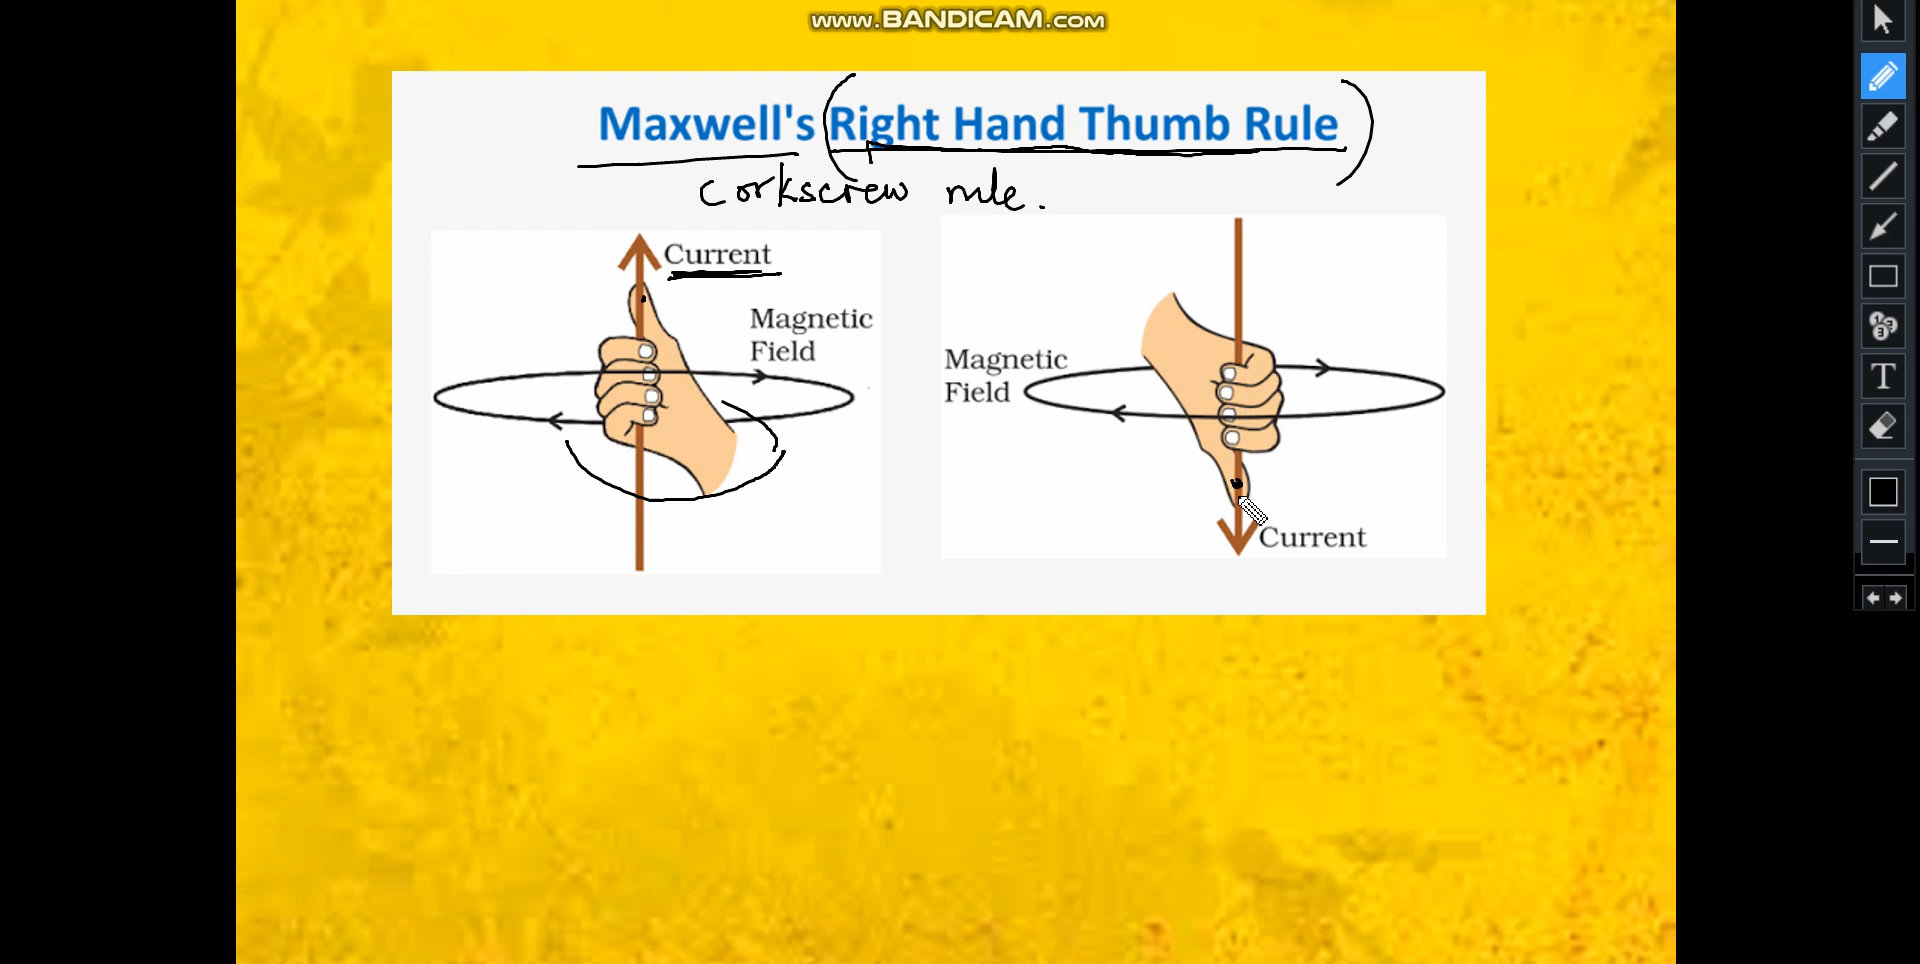 www.BANDICAM.com
Maxwell's Right Hand Thumb Rule
corkscrew rule.
Current
Magnetic
Field
Magnetic
Field
Current